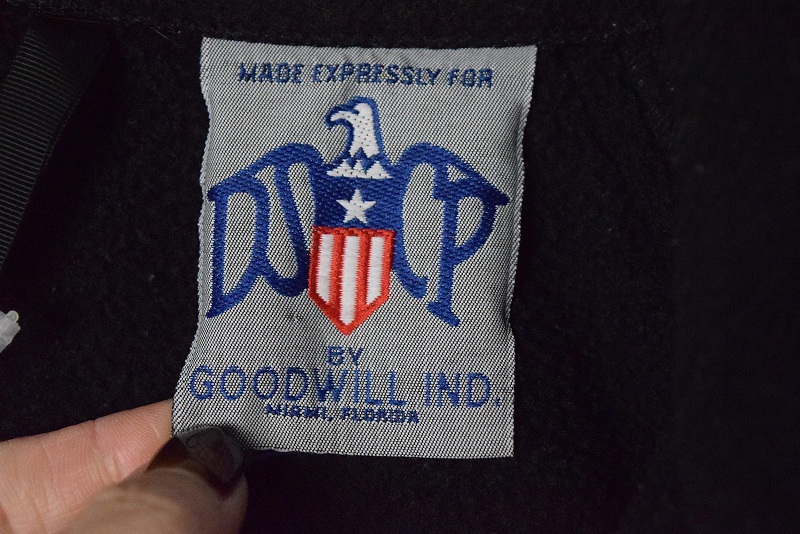 MADE EXPRESSLY FOR
DSCP
BY
GOODWILL IND.
MIAMI, FLORIDA